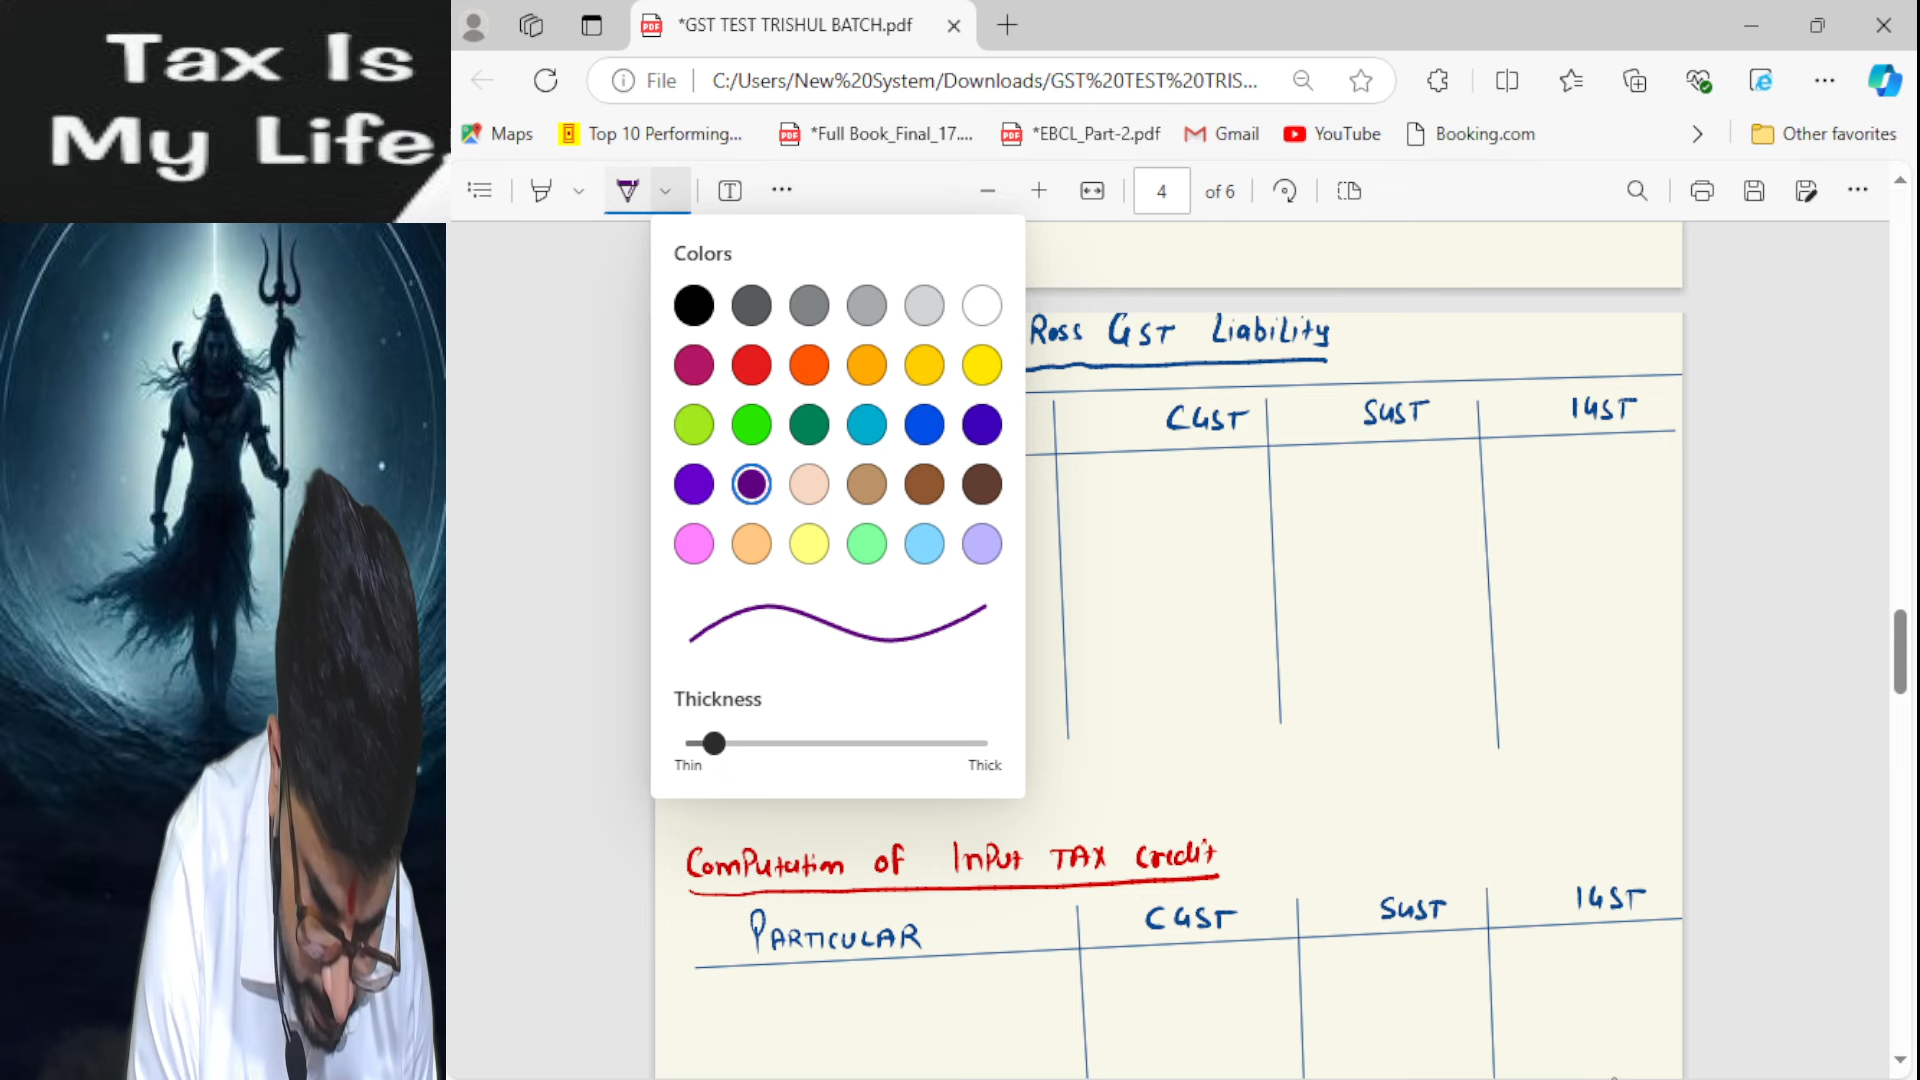 Tax Is
My Life.
*GST TEST TRISHUL BATCH.pdf
File
C:/Users/New%20System/Downloads/GST%20TEST%20TRIS...
Maps
Top 10 Performing...
*Full Book_Final_17....
*EBCL_Part-2.pdf
Gmail
YouTube
Booking.com
Other favorites
4 of 6
Colors
Thickness
Thin
Thick
Ross GST Liability
CGST SGST IGST
Computation of Input TAX Credit
PARTICULAR CGST SGST IGST